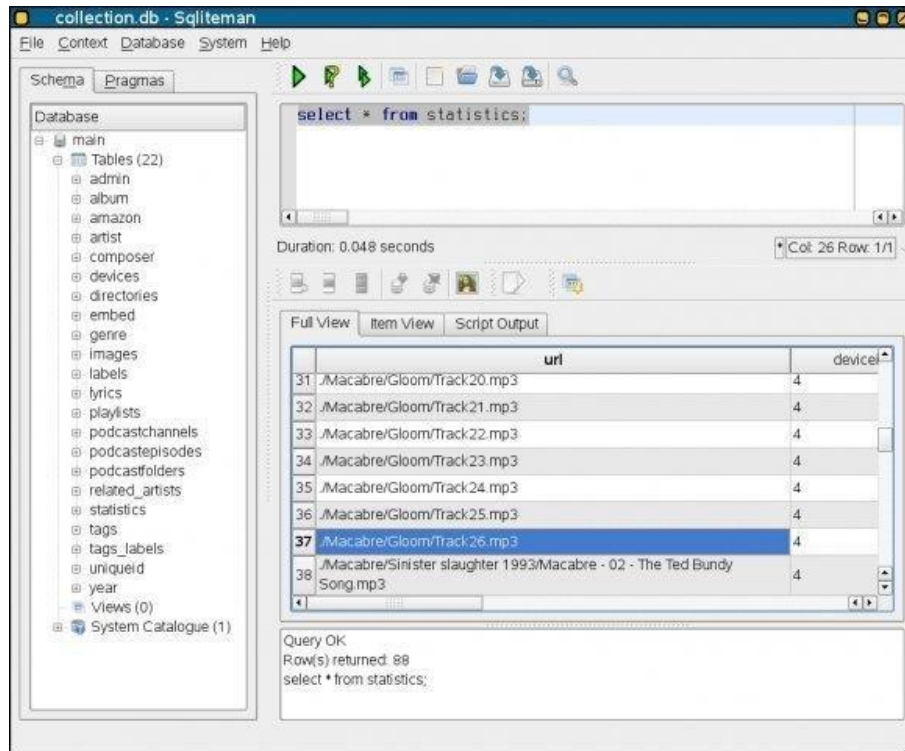 collection.db - Sqliteman
File Context Database System Help
Schema Pragmas
Database
main
Tables (22)
admin
album
amazon
artist
composer
devices
directories
embed
genre
images
labels
lyrics
playlists
podcastchannels
podcastepisodes
podcastfolders
related_artists
statistics
tags
tags_labels
uniqueid
year
Views (0)
System Catalogue (1)
select * from statistics;
Duration: 0.048 seconds
* Col: 26 Row: 1/1
Full View Item View Script Output
url device
31 ./Macabre/Gloom/Track20.mp3 4
32 ./Macabre/Gloom/Track21.mp3 4
33 ./Macabre/Gloom/Track22.mp3 4
34 ./Macabre/Gloom/Track23.mp3 4
35 ./Macabre/Gloom/Track24.mp3 4
36 ./Macabre/Gloom/Track25.mp3 4
37 ./Macabre/Gloom/Track26.mp3 4
38 ./Macabre/Sinister slaughter 1993/Macabre - 02 - The Ted Bundy 4
Song.mp3
Query OK
Row(s) returned: 88
select * from statistics;